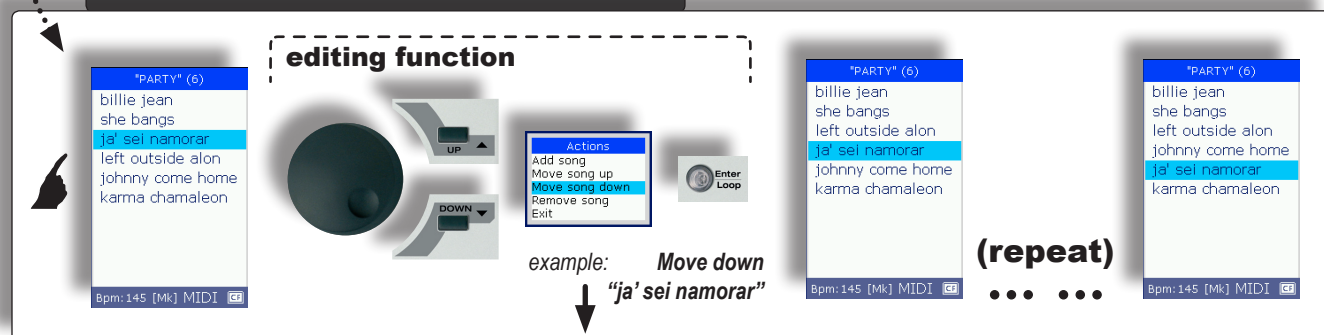 editing function
"PARTY" (6)
billie jean
she bangs
ja' sei namorar
left outside alon
johnny come home
karma chamaleon
Bpm:145 [Mk] MIDI CF
UP
DOWN
Actions
Add song
Move song up
Move song down
Remove song
Exit
Enter
Loop
example: Move down
“ja’ sei namorar”
"PARTY" (6)
billie jean
she bangs
left outside alon
ja' sei namorar
johnny come home
karma chamaleon
Bpm:145 [Mk] MIDI CF
(repeat)
... ...
"PARTY" (6)
billie jean
she bangs
left outside alon
johnny come home
ja' sei namorar
karma chamaleon
Bpm:145 [Mk] MIDI CF